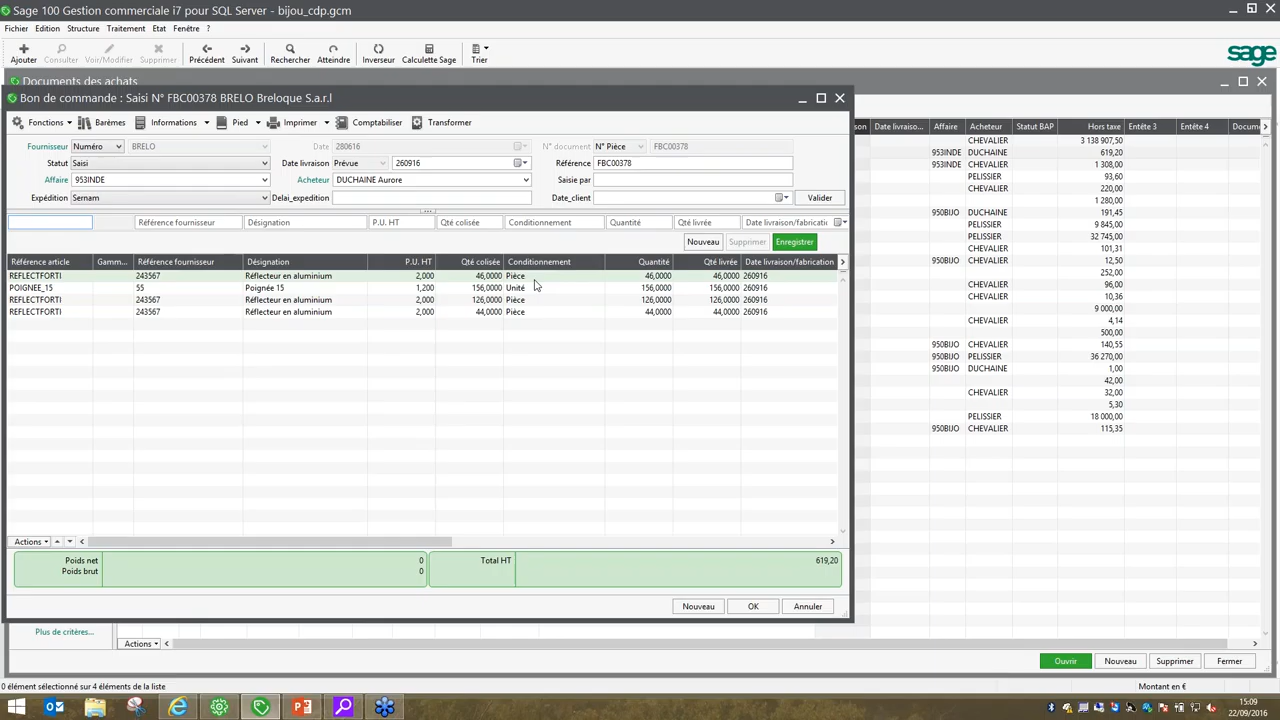 Sage 100 Gestion commerciale i7 pour SQL Server - bijou_cdp.gcm
Fichier Edition Structure Traitement Etat Fenêtre ?
Ajouter Consulter Voir/Modifier Supprimer Précédent Suivant Rechercher Atteindre Inverseur Calculette Sage Trier
sage
Documents des achats
Bon de commande : Saisi N° FBC00378 BRELO Breloque S.a.r.l
Fonctions Barèmes Informations Pied Imprimer Comptabiliser Transformer
Fournisseur Numéro BRELO Date 280616 N° document N° Pièce FBC00378
Statut Saisi Date livraison Prévue 260916 Référence FBC00378
Affaire 953INDE Acheteur DUCHAINE Aurore Saisie par
Expédition Sernam Delai_expedition Date_client Valider
Référence fournisseur Désignation P.U. HT Qté colisée Conditionnement Quantité Qté livrée Date livraison/fabricati
Nouveau Supprimer Enregistrer
Référence article Gamm... Référence fournisseur Désignation P.U. HT Qté colisée Conditionnement Quantité Qté livrée Date livraison/fabrication
REFLECTFORTI 243567 Réflecteur en aluminium 2,000 46,0000 Pièce 46,0000 46,0000 260916
POIGNEE_15 55 Poignée 15 1,200 156,0000 Unité 156,0000 156,0000 260916
REFLECTFORTI 243567 Réflecteur en aluminium 2,000 126,0000 Pièce 126,0000 126,0000 260916
REFLECTFORTI 243567 Réflecteur en aluminium 2,000 44,0000 Pièce 44,0000 44,0000 260916
Actions
Poids net 0 Total HT 619,20
Poids brut 0
Nouveau OK Annuler
Date livraiso... Affaire Acheteur Statut BAP Hors taxe Entête 3 Entête 4 Docum
CHEVALIER 3 138 907,50
953INDE DUCHAINE 619,20
953INDE CHEVALIER 1 308,00
PELISSIER 93,60
CHEVALIER 220,00
1 280,00
950BIJO DUCHAINE 191,45
PELISSIER 9 845,00
PELISSIER 32 745,00
CHEVALIER 101,31
950BIJO CHEVALIER 12,50
252,00
CHEVALIER 96,00
CHEVALIER 10,36
9 000,00
CHEVALIER 4,14
500,00
950BIJO CHEVALIER 140,55
950BIJO PELISSIER 36 270,00
950BIJO DUCHAINE 1,00
42,00
CHEVALIER 32,00
5,30
PELISSIER 18 000,00
950BIJO CHEVALIER 115,35
Plus de critères...
Actions
Ouvrir Nouveau Supprimer Fermer
0 élément sélectionné sur 4 éléments de la liste
Montant en €
15:09
22/09/2016